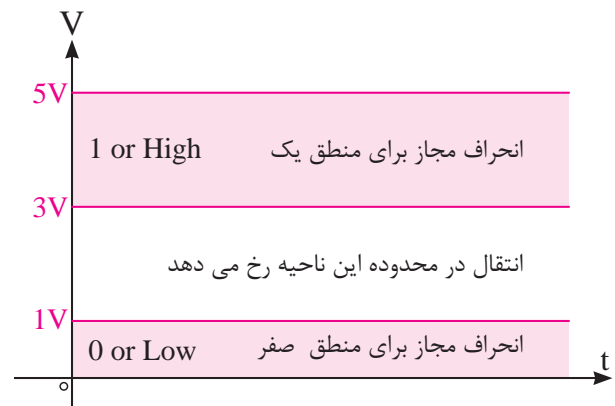 V
5V
1 or High انحراف مجاز برای منطق یک
3V
انتقال در محدوده این ناحیه رخ می دهد
1V
0 or Low انحراف مجاز برای منطق صفر
t
o